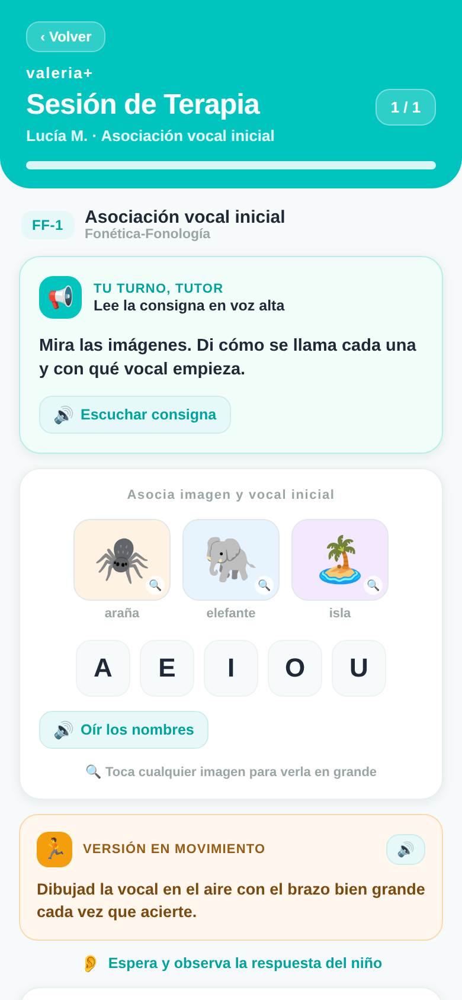 ‹ Volver
valeria+
Sesión de Terapia
1 / 1
Lucía M. · Asociación vocal inicial
FF-1
Asociación vocal inicial
Fonética-Fonología
TU TURNO, TUTOR
Lee la consigna en voz alta
Mira las imágenes. Di cómo se llama cada una
y con qué vocal empieza.
Escuchar consigna
Asocia imagen y vocal inicial
araña elefante isla
A E I O U
Oír los nombres
Toca cualquier imagen para verla en grande
VERSIÓN EN MOVIMIENTO
Dibujad la vocal en el aire con el brazo bien grande
cada vez que acierte.
Espera y observa la respuesta del niño